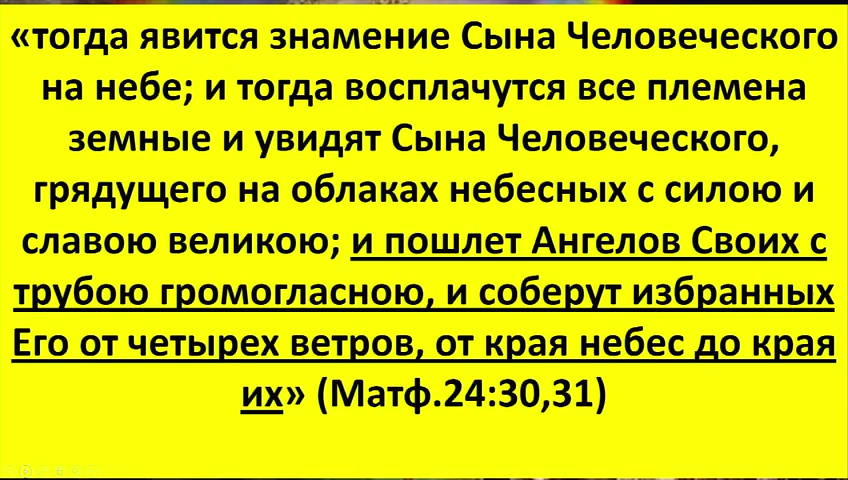 «тогда явится знамение Сына Человеческого
на небе; и тогда восплачутся все племена
земные и увидят Сына Человеческого,
грядущего на облаках небесных с силою и
славою великою; и пошлет Ангелов Своих с
трубою громогласною, и соберут избранных
Его от четырех ветров, от края небес до края
их» (Матф.24:30,31)